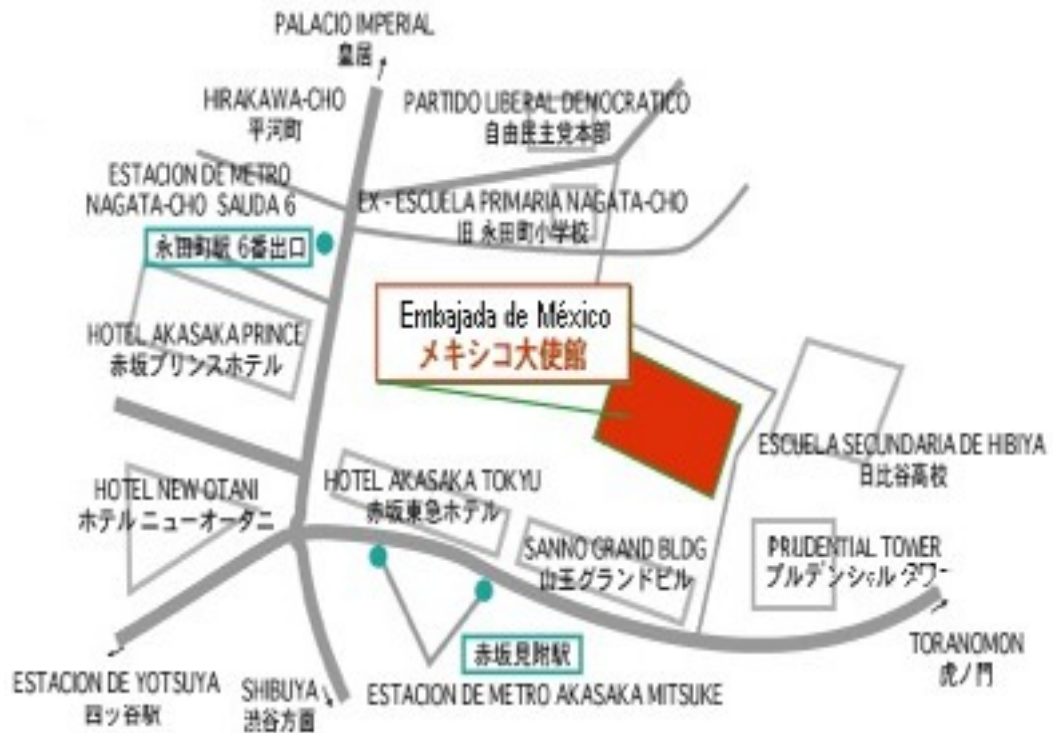 PALACIO IMPERIAL
皇居
HIRAKAWA-CHO
平河町
PARTIDO LIBERAL DEMOCRATICO
自由民主党本部
ESTACION DE METRO
NAGATA-CHO SAUDA 6
永田町駅 6番出口
EX - ESCUELA PRIMARIA NAGATA-CHO
旧 永田町小学校
Embajada de México
メキシコ大使館
HOTEL AKASAKA PRINCE
赤坂プリンスホテル
ESCUELA SECUNDARIA DE HIBIYA
日比谷高校
HOTEL NEW OTANI
ホテルニューオータニ
HOTEL AKASAKA TOKYU
赤坂東急ホテル
SANNO GRAND BLDG
山王グランドビル
PRUDENTIAL TOWER
プルデンシャルタワー
赤坂見附駅
ESTACION DE METRO AKASAKA MITSUKE
TORANOMON
虎ノ門
ESTACION DE YOTSUYA
四ッ谷駅
SHIBUYA
渋谷方面